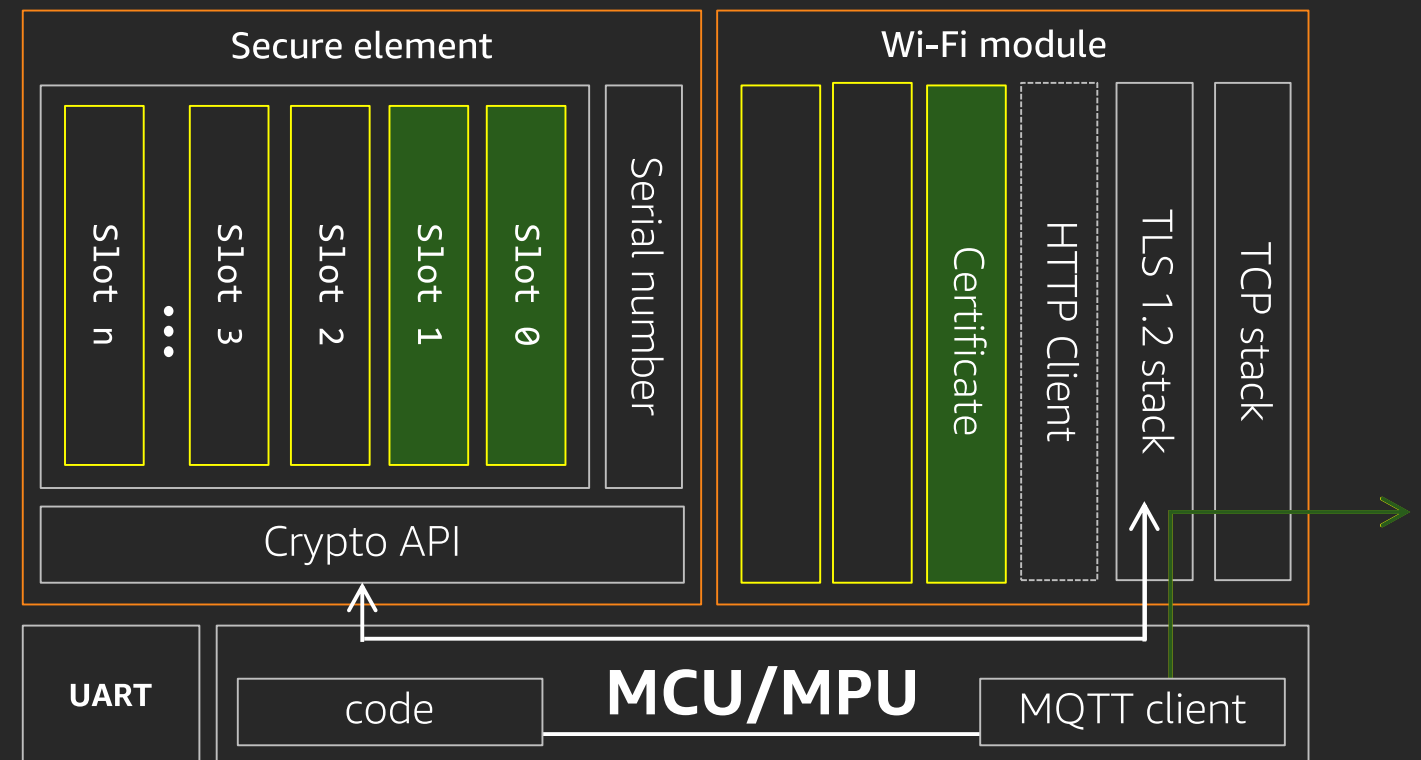 Secure element
Wi-Fi module
Slot n
...
Slot 3
Slot 2
Slot 1
Slot 0
Serial number
Certificate
HTTP Client
TLS 1.2 stack
TCP stack
Crypto API
UART
code
MCU/MPU
MQTT client